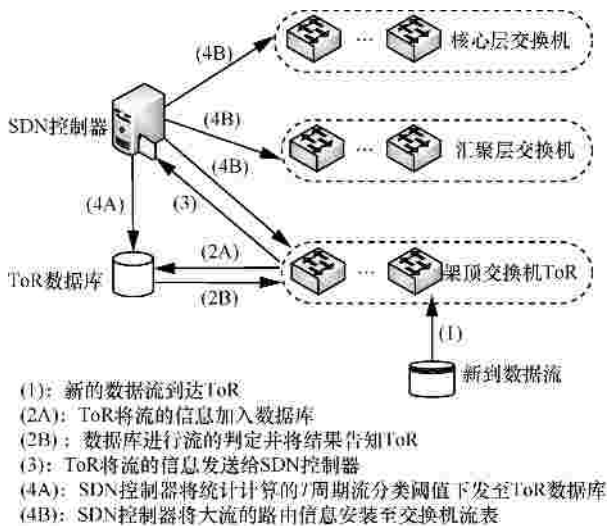 (4B)
核心层交换机
SDN控制器
(4B)
汇聚层交换机
(4B)
(4A)
(3)
(2A)
ToR数据库
(2B)
架顶交换机ToR
(1)
新到数据流
(1)：新的数据流到达ToR
(2A)：ToR将流的信息加入数据库
(2B)：数据库进行流的判定并将结果告知ToR
(3)：ToR将流的信息发送给SDN控制器
(4A)：SDN控制器将统计计算的T周期流分类阈值下发至ToR数据库
(4B)：SDN控制器将大流的路由信息安装至交换机流表